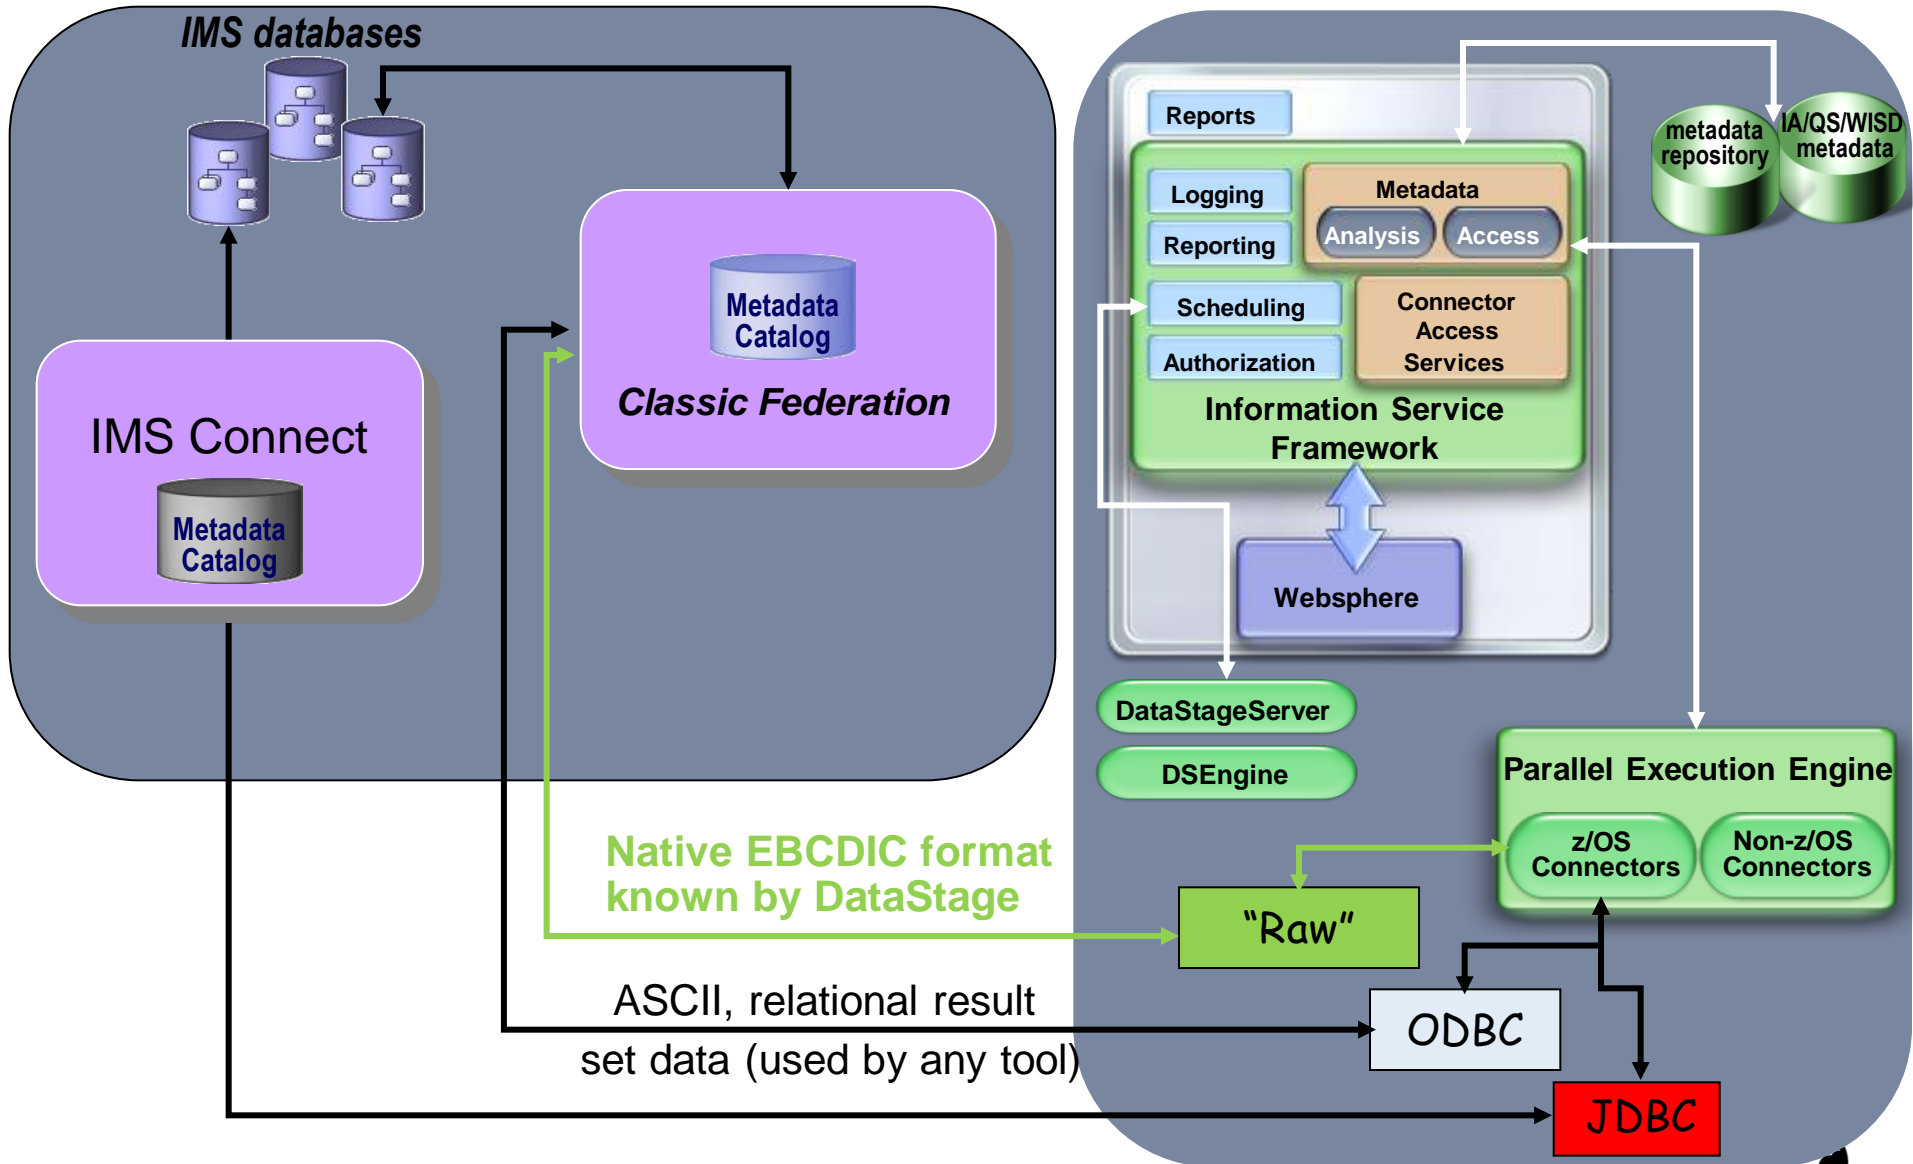 IMS databases
Metadata
Catalog
Classic Federation
IMS Connect
Metadata
Catalog
Reports
Logging
Reporting
Scheduling
Authorization
Metadata
Analysis
Access
Connector
Access
Services
Information Service
Framework
Websphere
metadata
repository
IA/QS/WISD
metadata
DataStageServer
DSEngine
Parallel Execution Engine
z/OS
Connectors
Non-z/OS
Connectors
Native EBCDIC format
known by DataStage
"Raw"
ASCII, relational result
set data (used by any tool)
ODBC
JDBC